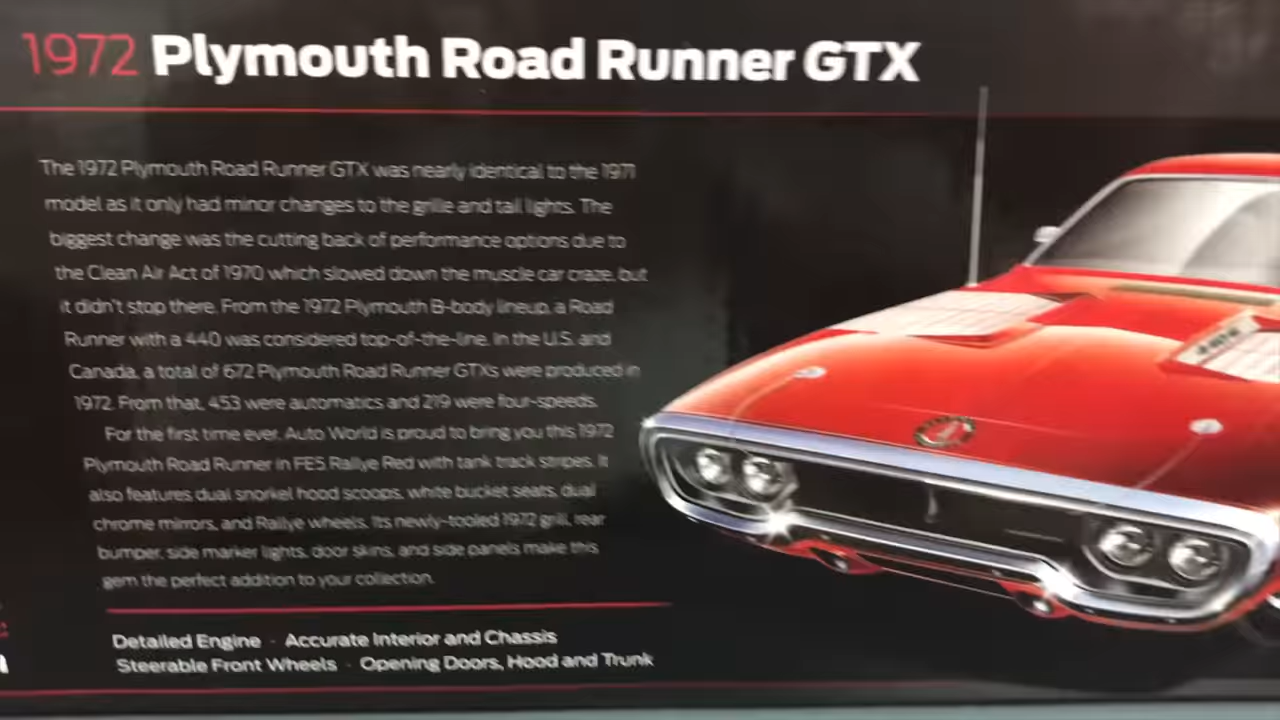 1972 Plymouth Road Runner GTX
The 1972 Plymouth Road Runner GTX was nearly identical to the 1971
model as it only had minor changes to the grille and tail lights. The
biggest change was the cutting back of performance options due to
the Clean Air Act of 1970 which slowed down the muscle car craze, but
it didn't stop there. From the 1972 Plymouth B-body lineup, a Road
Runner with a 440 was considered top-of-the-line. In the U.S. and
Canada, a total of 672 Plymouth Road Runner GTXs were produced in
1972. From that, 453 were automatics and 219 were four-speeds.
For the first time ever, Auto World is proud to bring you this 1972
Plymouth Road Runner in FE5 Rallye Red with tank track stripes. It
also features dual snorkel hood scoops, white bucket seats, dual
chrome mirrors, and Rallye wheels. Its newly-tooled 1972 grill, rear
bumper, side marker lights, door skins, and side panels make this
gem the perfect addition to your collection.
Detailed Engine · Accurate Interior and Chassis
Steerable Front Wheels · Opening Doors, Hood and Trunk